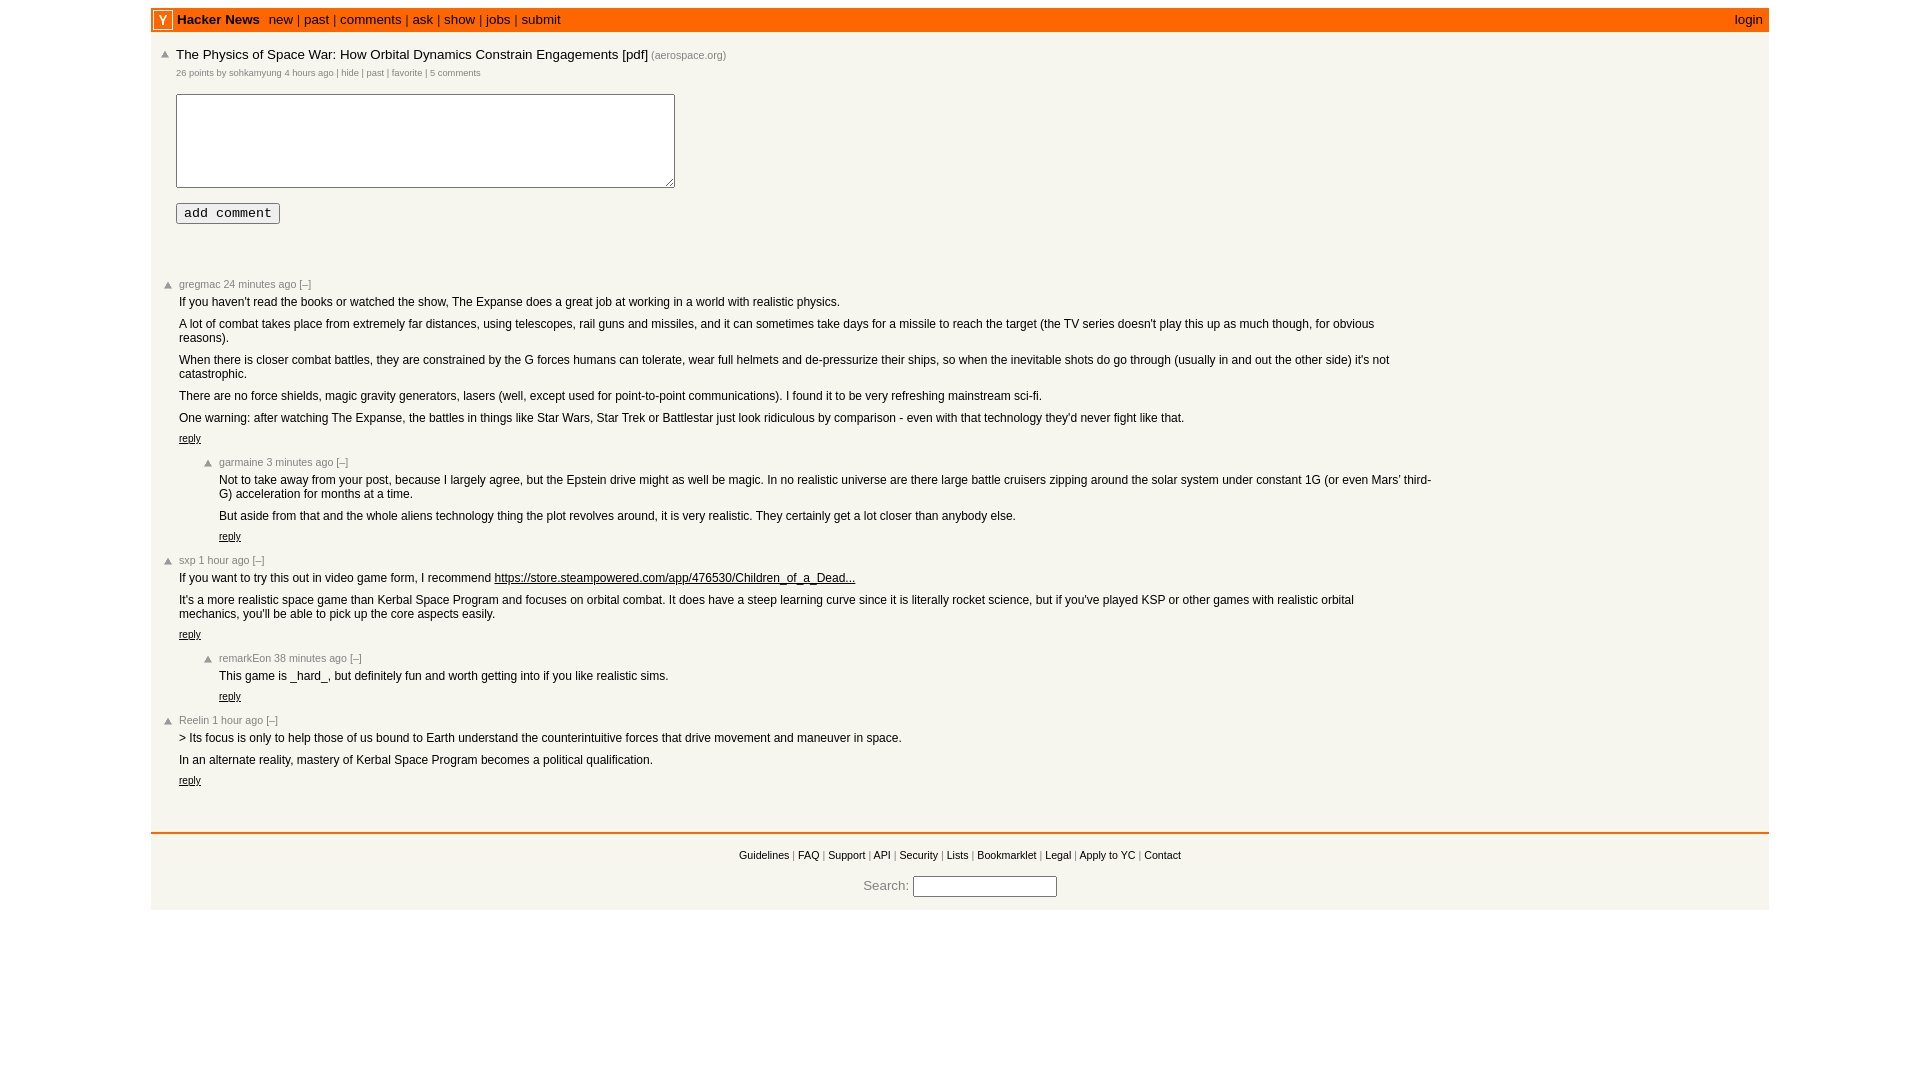 Y Hacker News new | past | comments | ask | show | jobs | submit login
The Physics of Space War: How Orbital Dynamics Constrain Engagements [pdf] (aerospace.org)
26 points by sohkamyung 4 hours ago | hide | past | favorite | 5 comments
add comment
gregmac 24 minutes ago [–]
If you haven't read the books or watched the show, The Expanse does a great job at working in a world with realistic physics.
A lot of combat takes place from extremely far distances, using telescopes, rail guns and missiles, and it can sometimes take days for a missile to reach the target (the TV series doesn't play this up as much though, for obvious
reasons).
When there is closer combat battles, they are constrained by the G forces humans can tolerate, wear full helmets and de-pressurize their ships, so when the inevitable shots do go through (usually in and out the other side) it's not
catastrophic.
There are no force shields, magic gravity generators, lasers (well, except used for point-to-point communications). I found it to be very refreshing mainstream sci-fi.
One warning: after watching The Expanse, the battles in things like Star Wars, Star Trek or Battlestar just look ridiculous by comparison - even with that technology they'd never fight like that.
reply
garmaine 3 minutes ago [–]
Not to take away from your post, because I largely agree, but the Epstein drive might as well be magic. In no realistic universe are there large battle cruisers zipping around the solar system under constant 1G (or even Mars' third-
G) acceleration for months at a time.
But aside from that and the whole aliens technology thing the plot revolves around, it is very realistic. They certainly get a lot closer than anybody else.
reply
sxp 1 hour ago [–]
If you want to try this out in video game form, I recommend https://store.steampowered.com/app/476530/Children_of_a_Dead...
It's a more realistic space game than Kerbal Space Program and focuses on orbital combat. It does have a steep learning curve since it is literally rocket science, but if you've played KSP or other games with realistic orbital
mechanics, you'll be able to pick up the core aspects easily.
reply
remarkEon 38 minutes ago [–]
This game is _hard_, but definitely fun and worth getting into if you like realistic sims.
reply
Reelin 1 hour ago [–]
> Its focus is only to help those of us bound to Earth understand the counterintuitive forces that drive movement and maneuver in space.
In an alternate reality, mastery of Kerbal Space Program becomes a political qualification.
reply
Guidelines | FAQ | Support | API | Security | Lists | Bookmarklet | Legal | Apply to YC | Contact
Search: